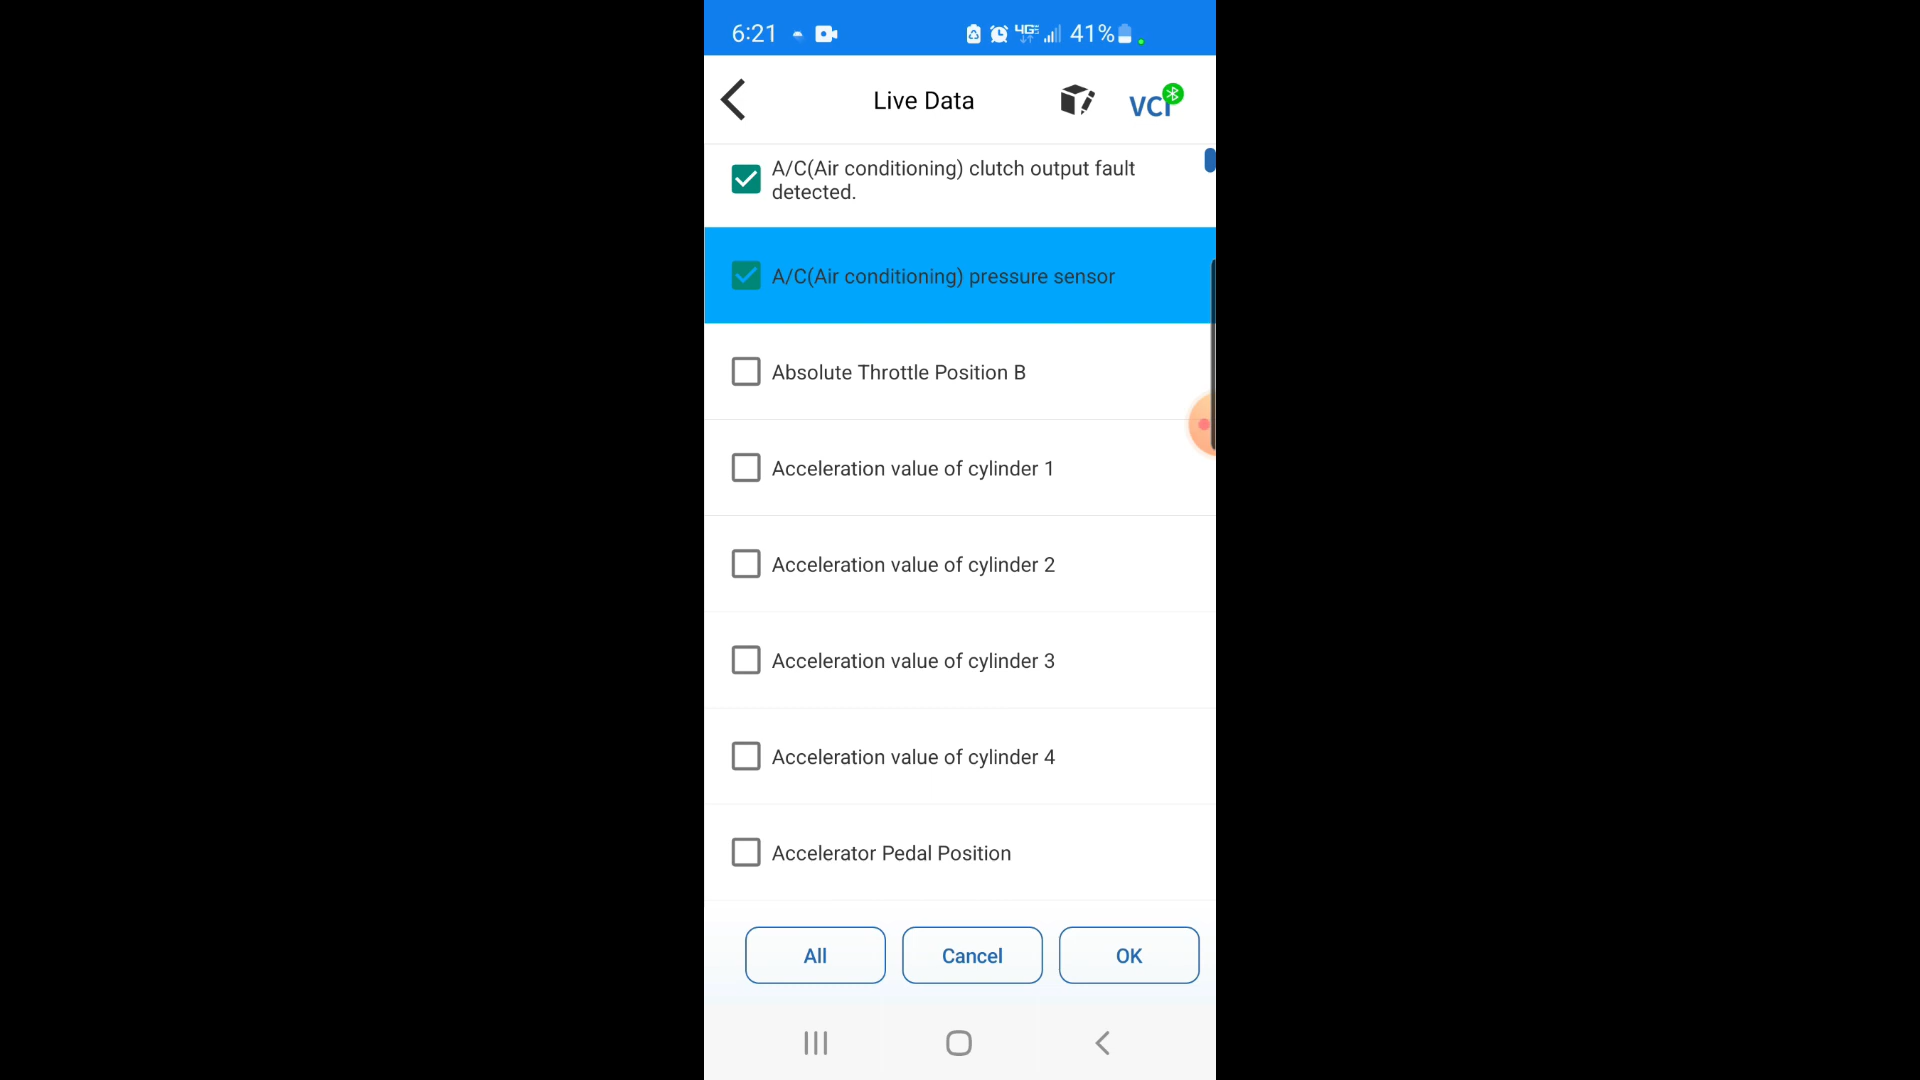 6:21
4GE 41%
Live Data
VCI
A/C(Air conditioning) clutch output fault
detected.
A/C(Air conditioning) pressure sensor
Absolute Throttle Position B
Acceleration value of cylinder 1
Acceleration value of cylinder 2
Acceleration value of cylinder 3
Acceleration value of cylinder 4
Accelerator Pedal Position
All Cancel OK